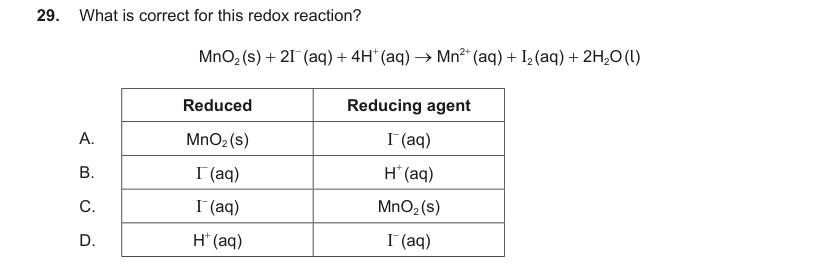 29. What is correct for this redox reaction?
MnO₂(s) + 2I⁻(aq) + 4H⁺(aq) → Mn²⁺(aq) + I₂(aq) + 2H₂O(l)
Reduced Reducing agent
A. MnO₂(s) I⁻(aq)
B. I⁻(aq) H⁺(aq)
C. I⁻(aq) MnO₂(s)
D. H⁺(aq) I⁻(aq)